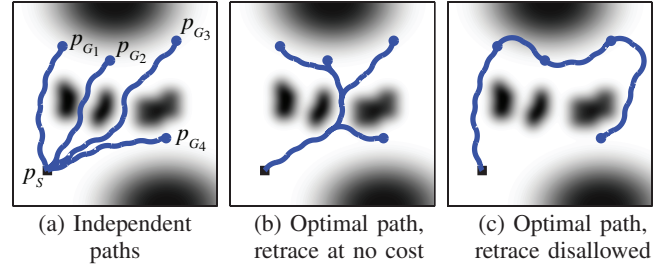 p_{G_1}
p_{G_2}
p_{G_3}
p_{G_4}
p_S
(a) Independent
paths
(b) Optimal path,
retrace at no cost
(c) Optimal path,
retrace disallowed